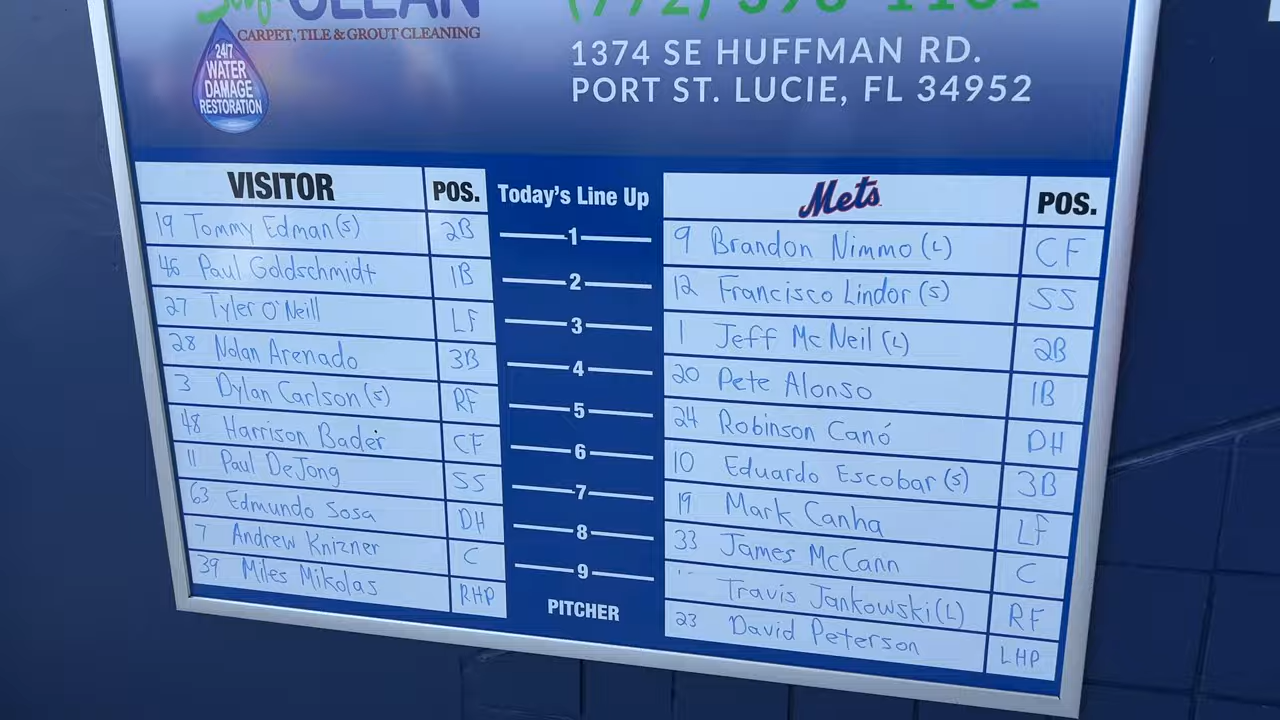 CLEAN
CARPET, TILE & GROUT CLEANING
24/7
WATER
DAMAGE
RESTORATION
1374 SE HUFFMAN RD.
PORT ST. LUCIE, FL 34952
VISITOR POS. Today's Line Up Mets POS.
19 Tommy Edman (s) 2B 1 9 Brandon Nimmo (L) CF
46 Paul Goldschmidt 1B 2 12 Francisco Lindor (s) SS
27 Tyler O'Neill LF 3 1 Jeff McNeil (L) 2B
28 Nolan Arenado 3B 4 20 Pete Alonso 1B
3 Dylan Carlson (s) RF 5 24 Robinson Canó DH
48 Harrison Bader CF 6 10 Eduardo Escobar (s) 3B
11 Paul DeJong SS 7 19 Mark Canha LF
63 Edmundo Sosa DH 8 33 James McCann C
7 Andrew Knizner C 9 Travis Jankowski (L) RF
39 Miles Mikolas RHP PITCHER 23 David Peterson LHP